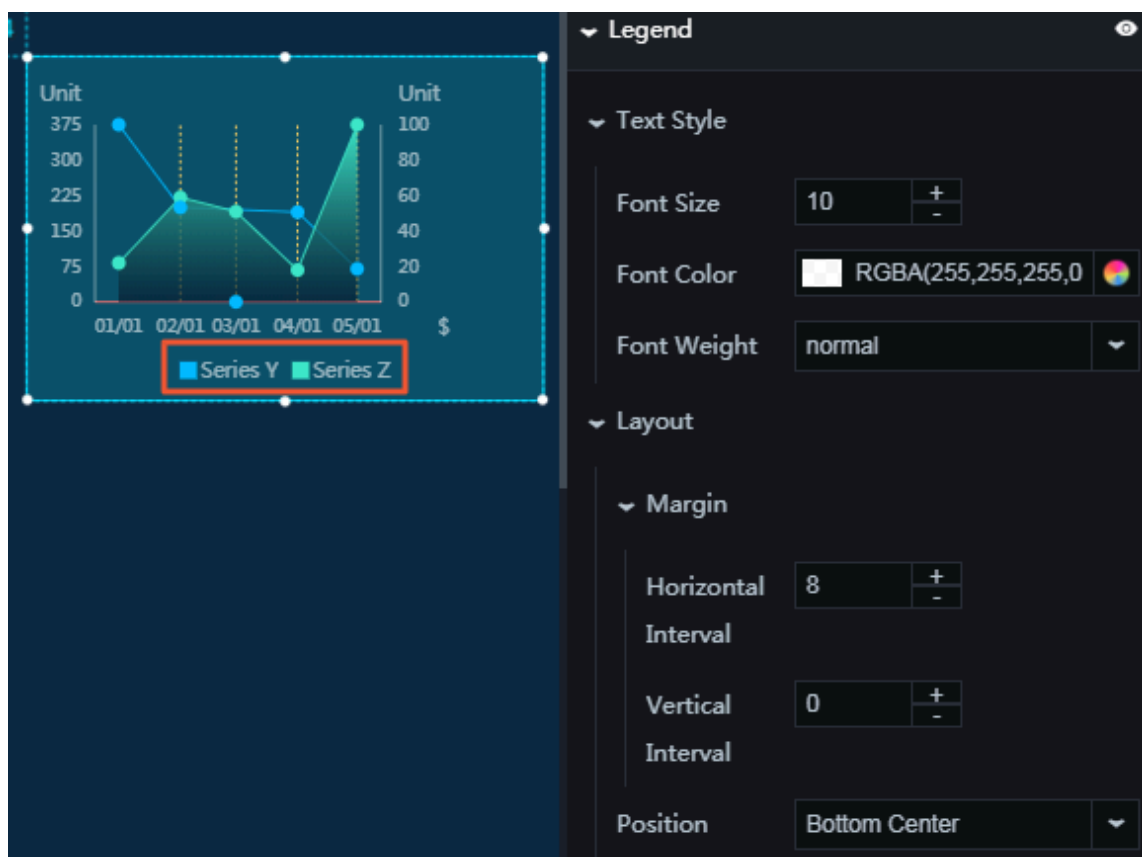 Unit Unit
375 100
300 80
225 60
150 40
75 20
0 0
01/01 02/01 03/01 04/01 05/01 $
Series Y Series Z
Legend
Text Style
Font Size 10 + -
Font Color RGBA(255,255,255,0
Font Weight normal
Layout
Margin
Horizontal 8 + -
Interval
Vertical 0 + -
Interval
Position Bottom Center